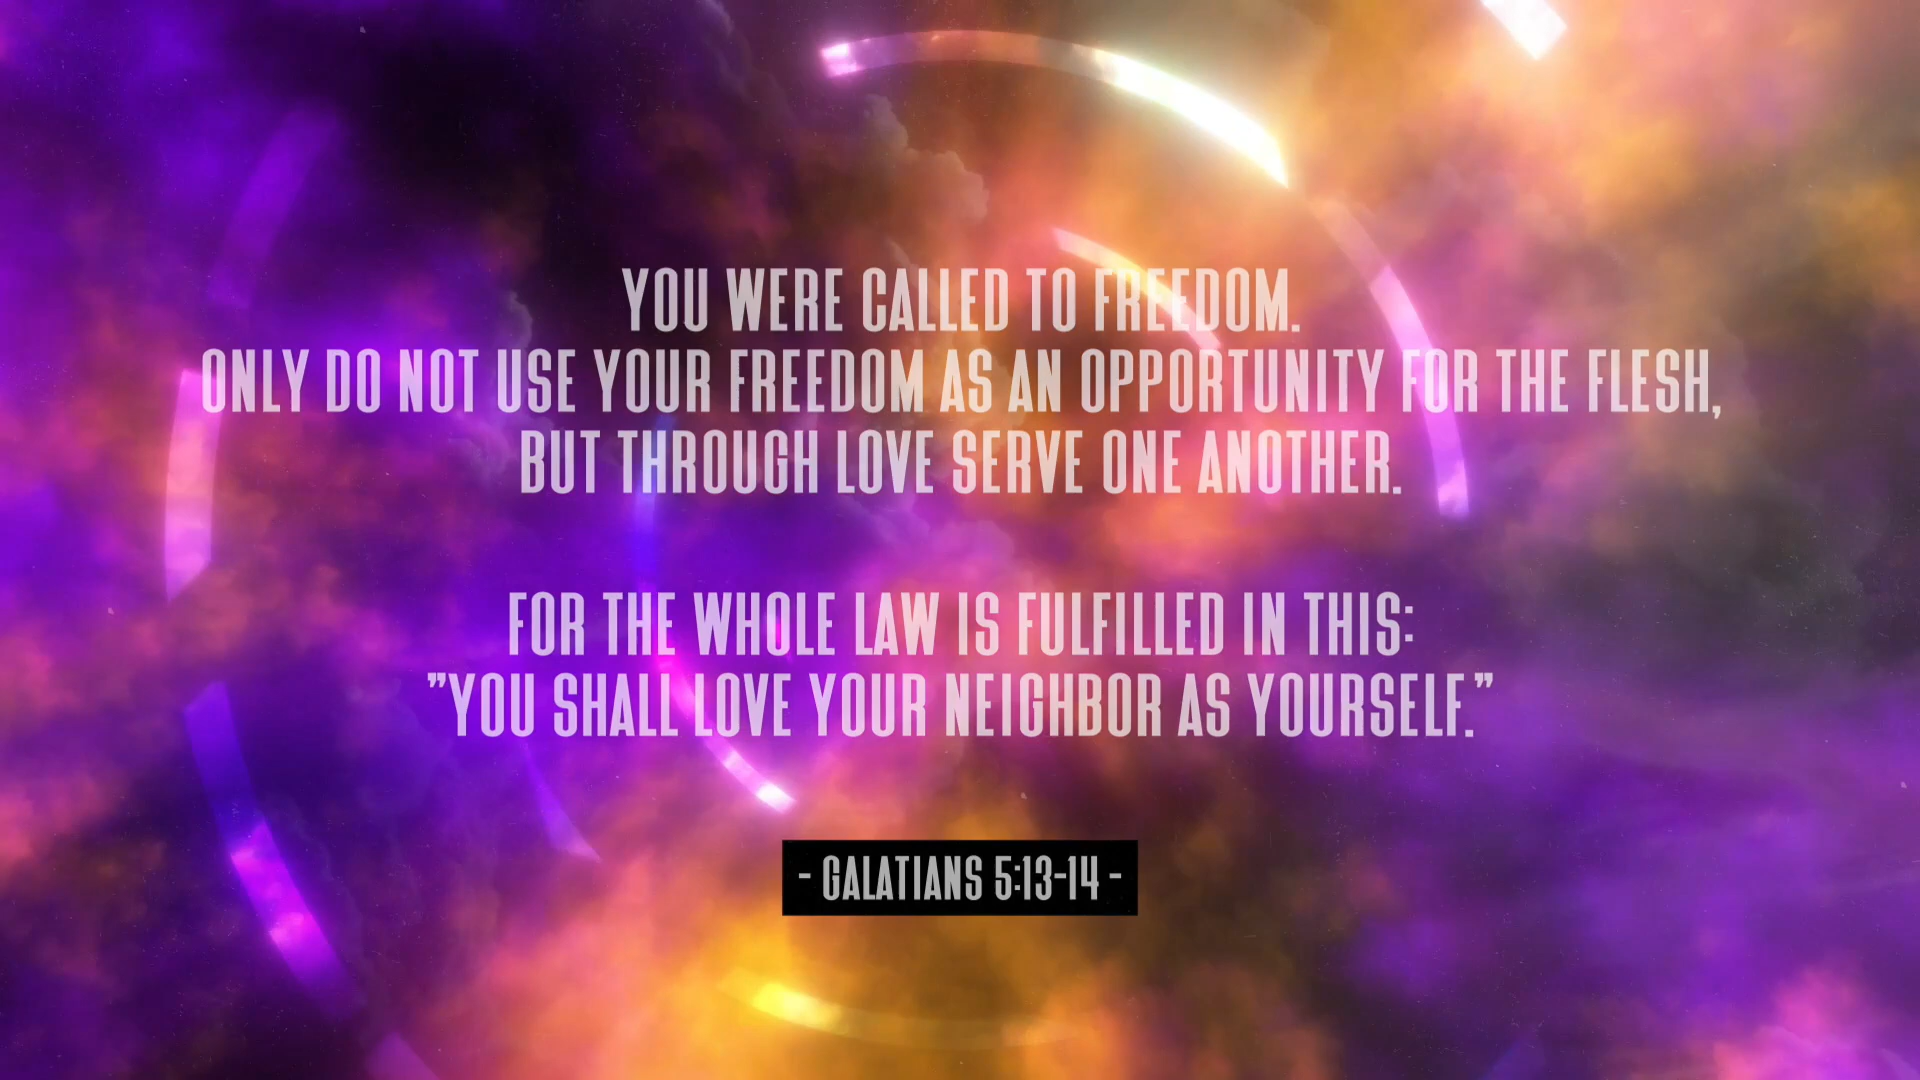 YOU WERE CALLED TO FREEDOM.
ONLY DO NOT USE YOUR FREEDOM AS AN OPPORTUNITY FOR THE FLESH,
BUT THROUGH LOVE SERVE ONE ANOTHER.
FOR THE WHOLE LAW IS FULFILLED IN THIS:
”YOU SHALL LOVE YOUR NEIGHBOR AS YOURSELF.”
- GALATIANS 5:13-14 -